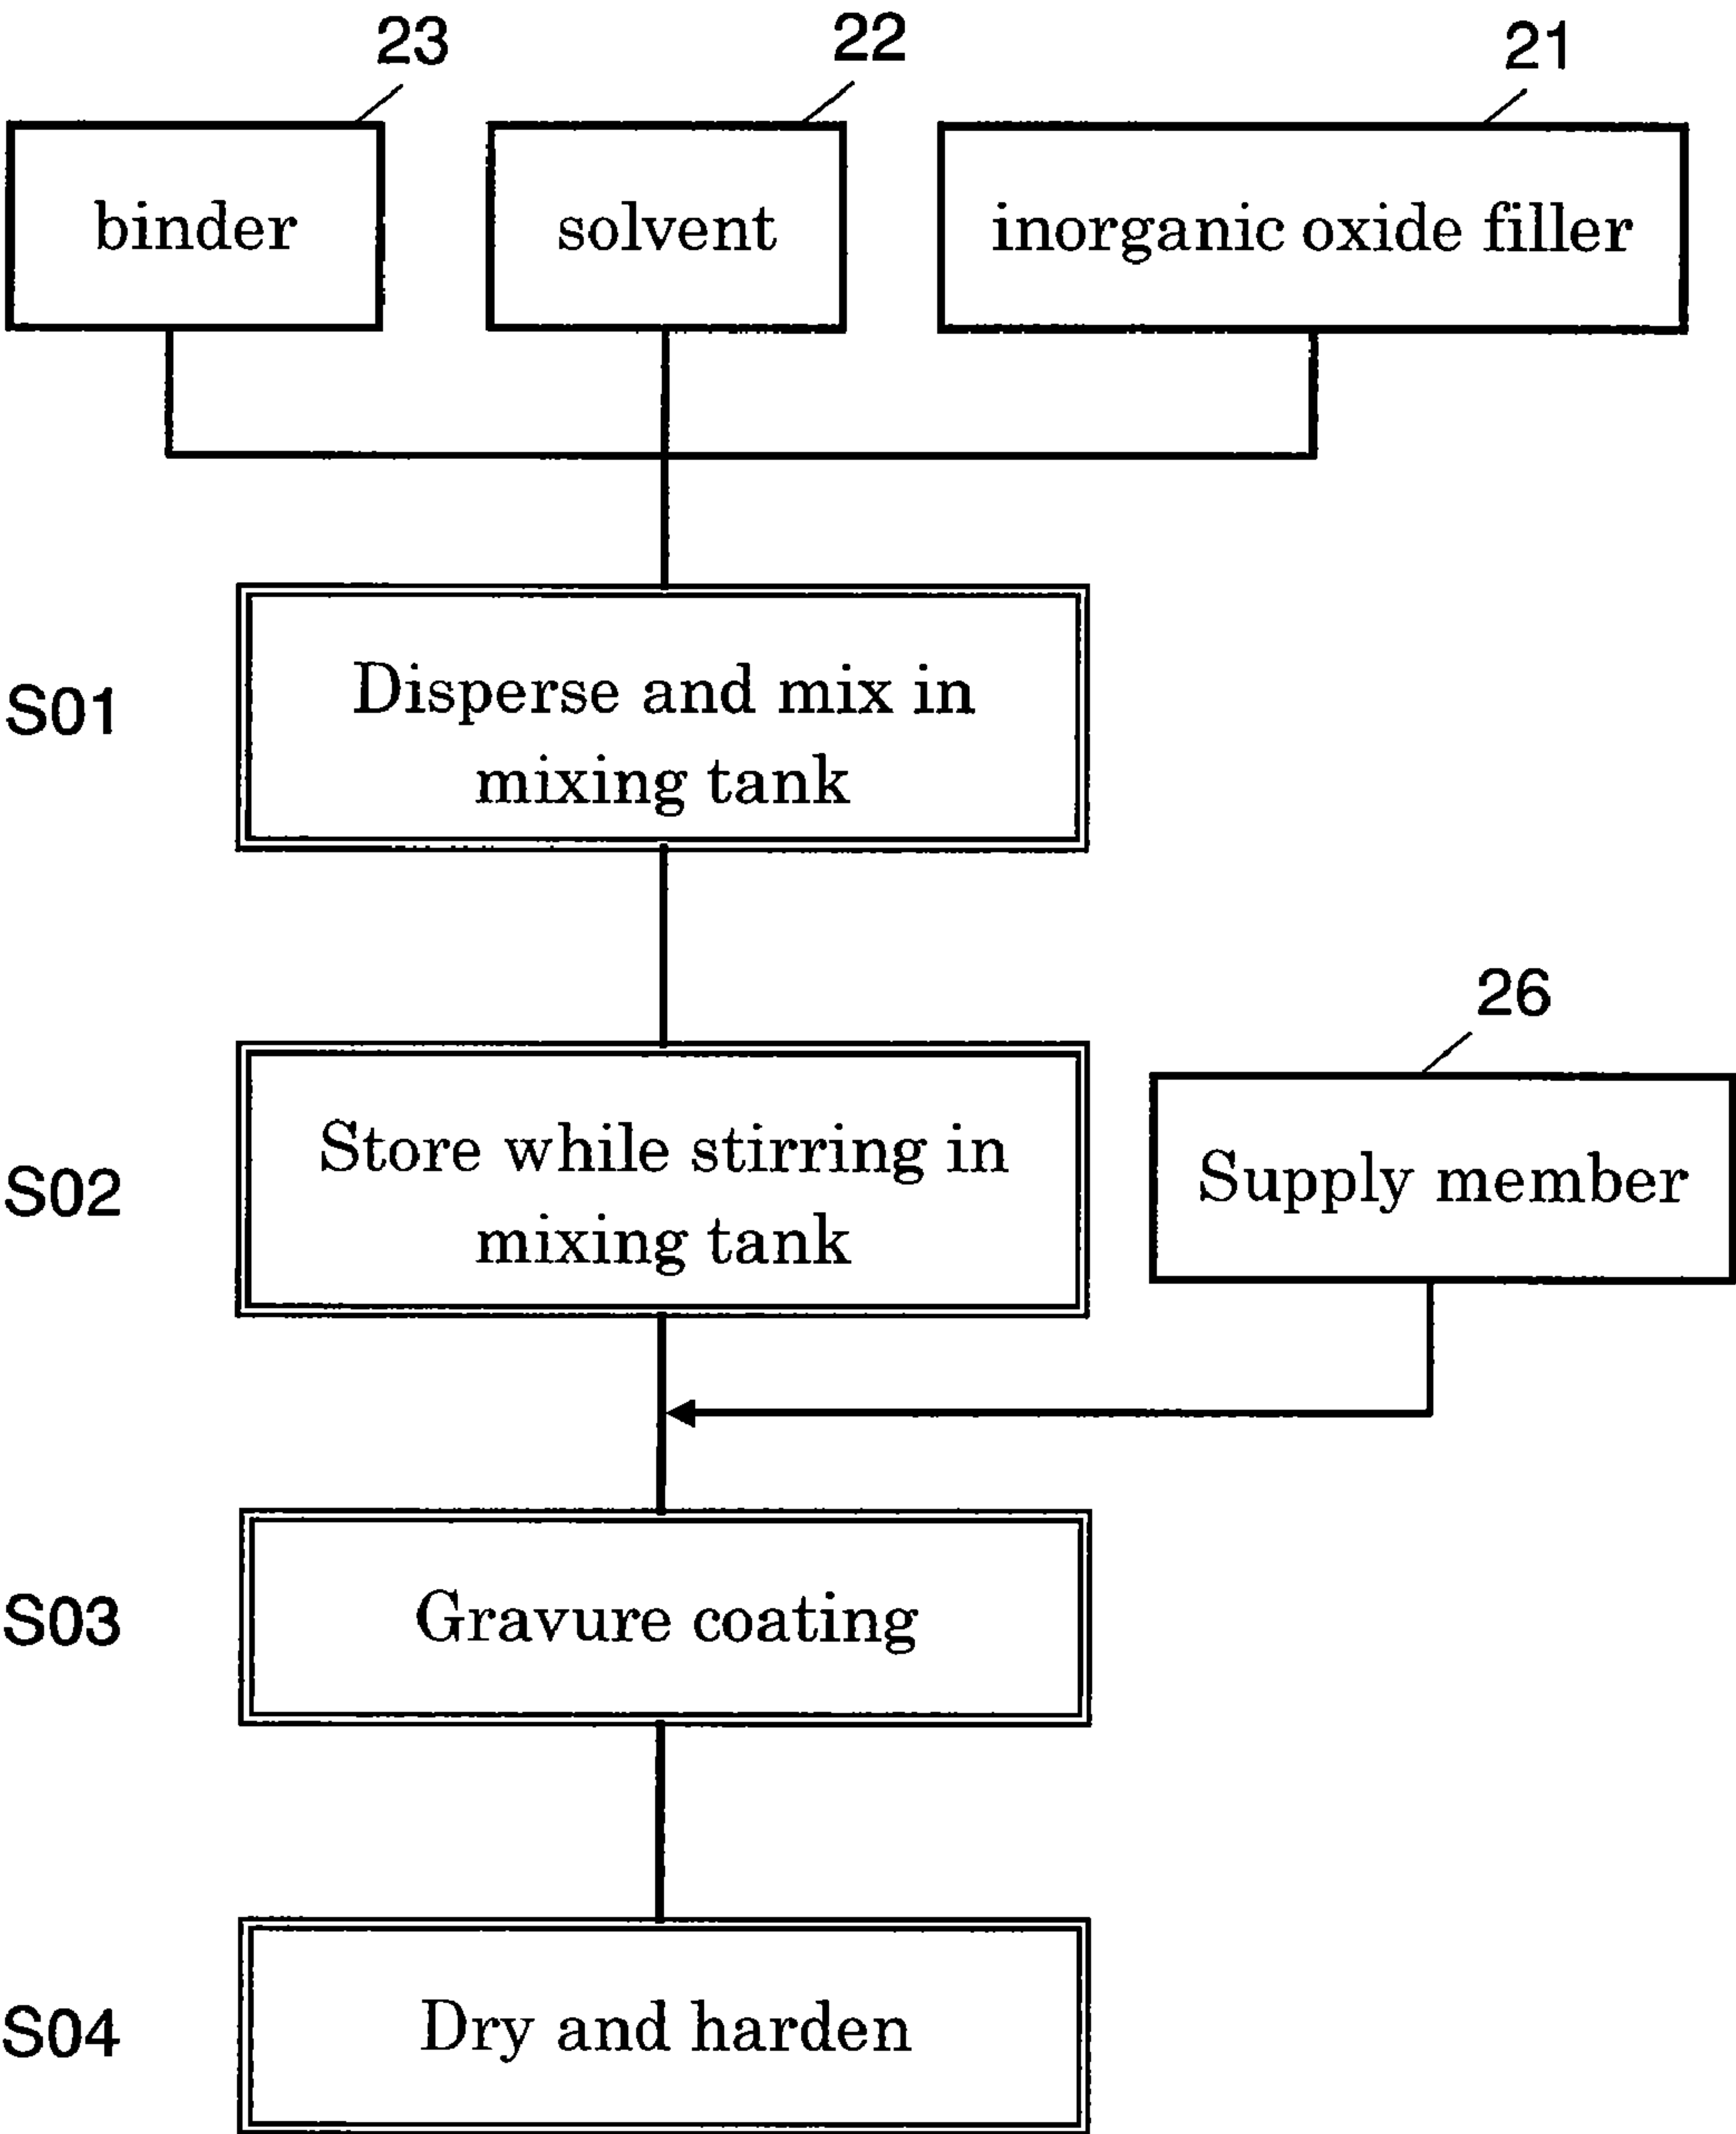 23
22
21
binder
solvent
inorganic oxide filler
S01
Disperse and mix in
mixing tank
26
S02
Store while stirring in
mixing tank
Supply member
S03
Gravure coating
S04
Dry and harden